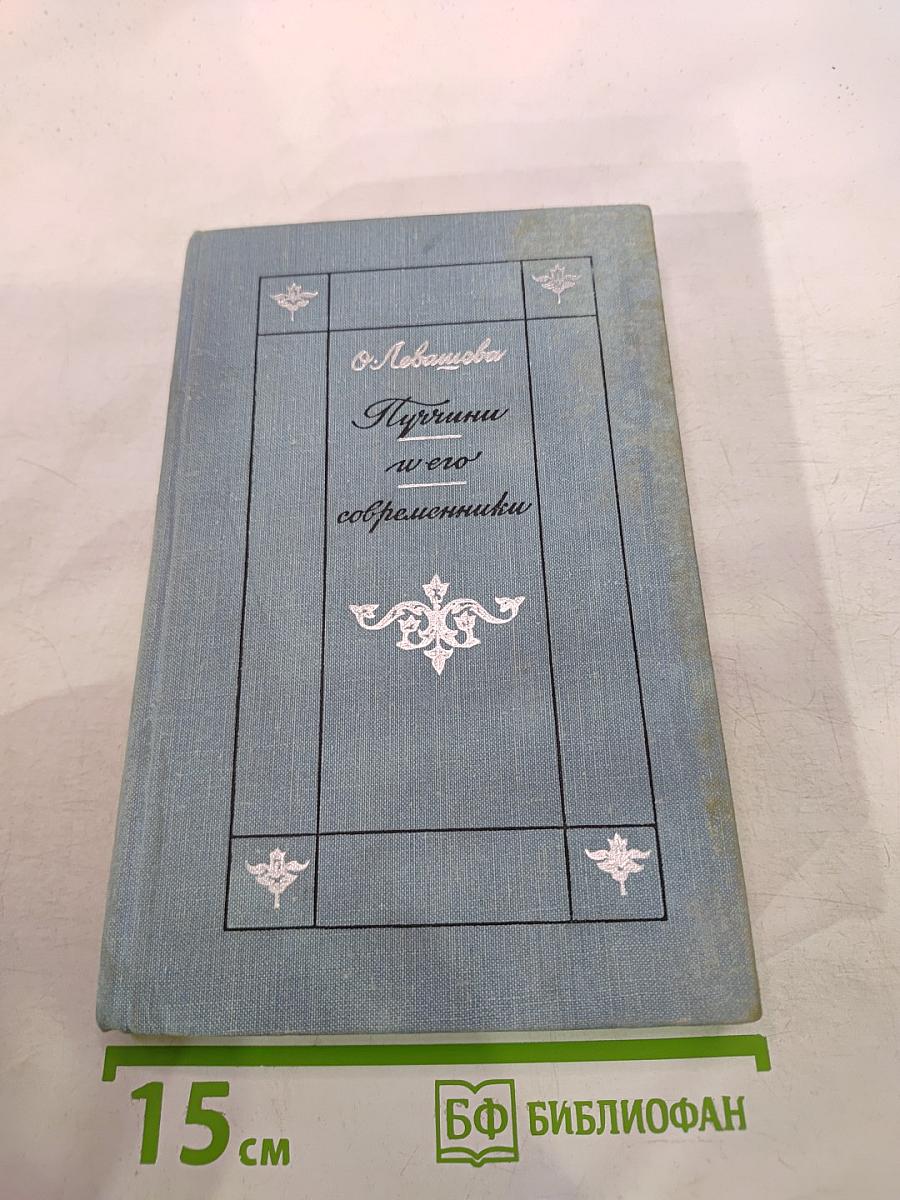 О. Левашева
Пуччини
и его
современники
15 см
БФ БИБЛИОФАН